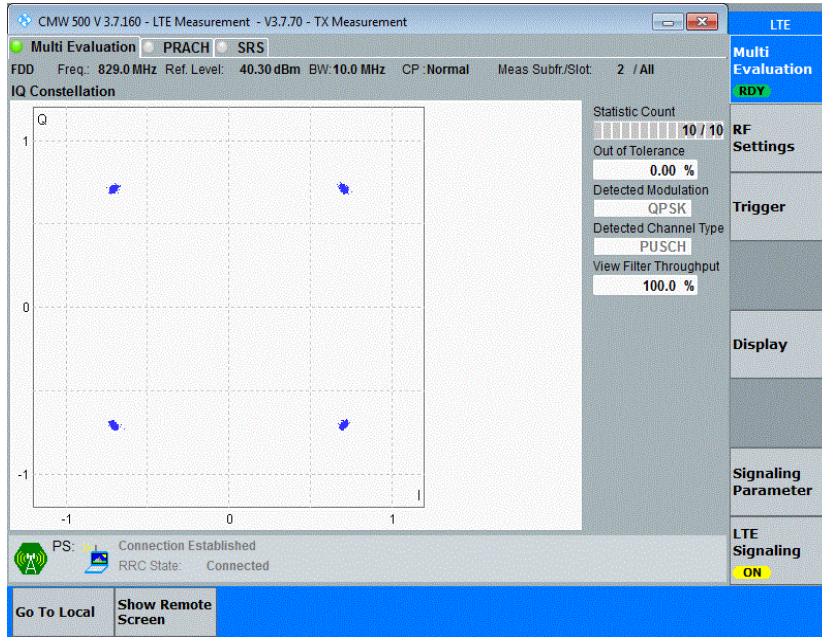 CMW 500 V 3.7.160 - LTE Measurement - V3.7.70 - TX Measurement
LTE
Multi Evaluation PRACH SRS
Multi
Evaluation
RDY
FDD Freq.: 829.0 MHz Ref. Level: 40.30 dBm BW: 10.0 MHz CP : Normal Meas Subfr./Slot: 2 / All
IQ Constellation
Q
1
0
-1
-1 0 1
I
Statistic Count
10 / 10
Out of Tolerance
0.00 %
Detected Modulation
QPSK
Detected Channel Type
PUSCH
View Filter Throughput
100.0 %
RF
Settings
Trigger
Display
Signaling
Parameter
LTE
Signaling
ON
PS: Connection Established
RRC State: Connected
Go To Local
Show Remote
Screen